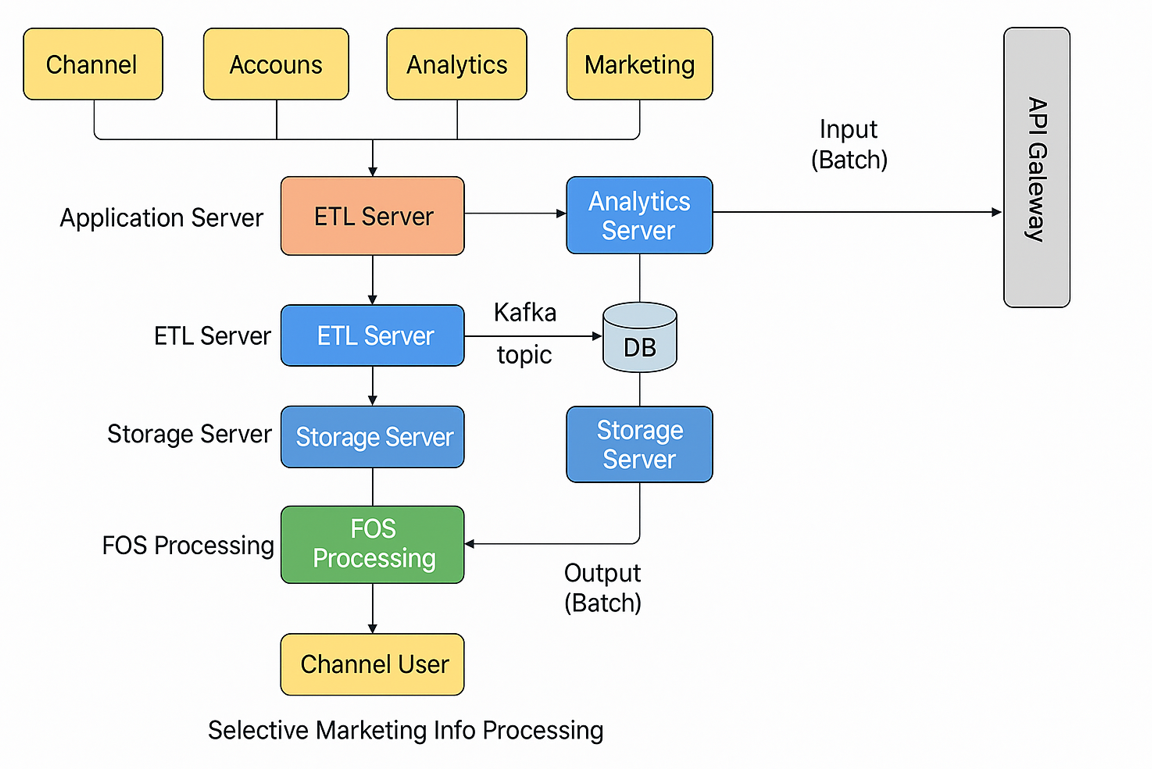 Channel
Accouns
Analytics
Marketing
Input
(Batch)
API Galeway
Application Server
ETL Server
Analytics
Server
ETL Server
ETL Server
Kafka
topic
DB
Storage Server
Storage Server
Storage
Server
FOS Processing
FOS
Processing
Output
(Batch)
Channel User
Selective Marketing Info Processing